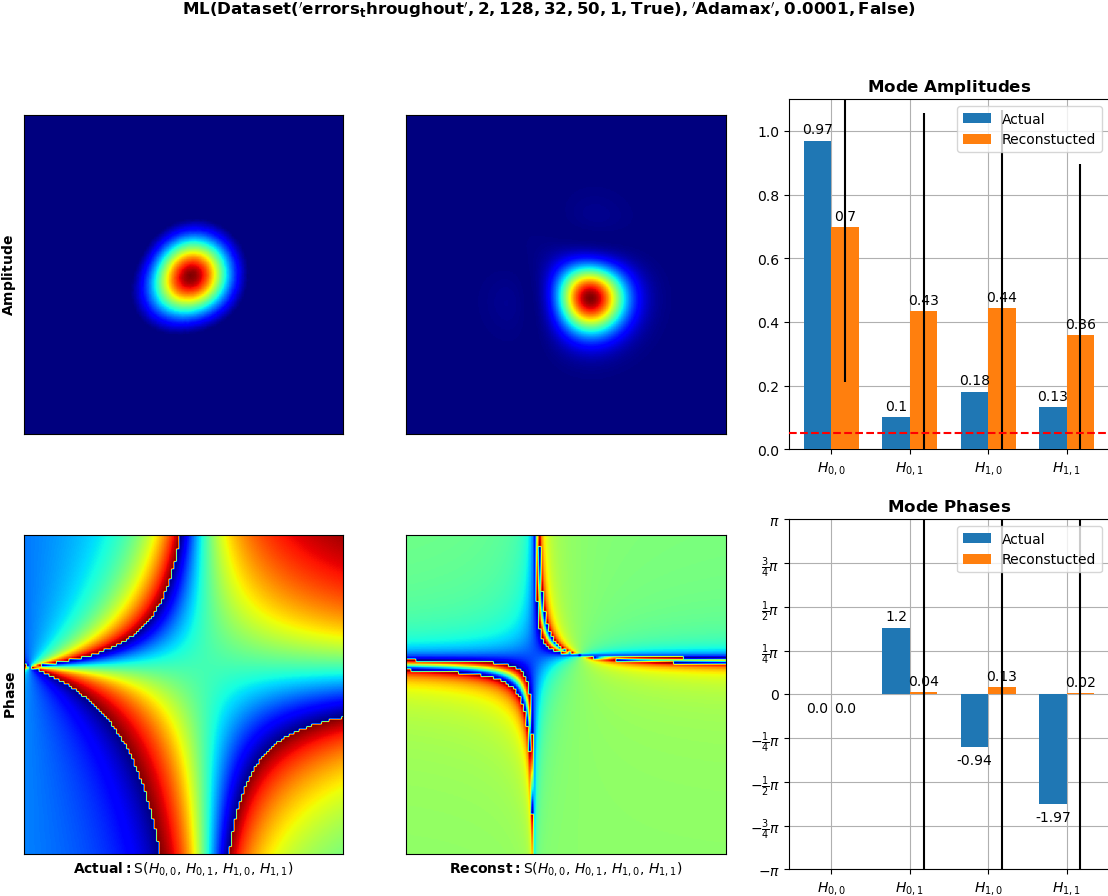 ML(Dataset('errors_throughout', 2, 128, 32, 50, 1, True), 'Adamax', 0.0001, False)
Amplitude
Mode Amplitudes
Actual
Reconstucted
1.0
0.8
0.6
0.4
0.2
0.0
0.97
0.7
0.1
0.43
0.18
0.44
0.13
0.36
H0,0
H0,1
H1,0
H1,1
Phase
Actual: S(H0,0, H0,1, H1,0, H1,1)
Reconst: S(H0,0, H0,1, H1,0, H1,1)
Mode Phases
Actual
Reconstucted
π
3/4π
1/2π
1/4π
0
−1/4π
−1/2π
−3/4π
−π
0.0
0.0
1.2
0.04
-0.94
0.13
-1.97
0.02
H0,0
H0,1
H1,0
H1,1